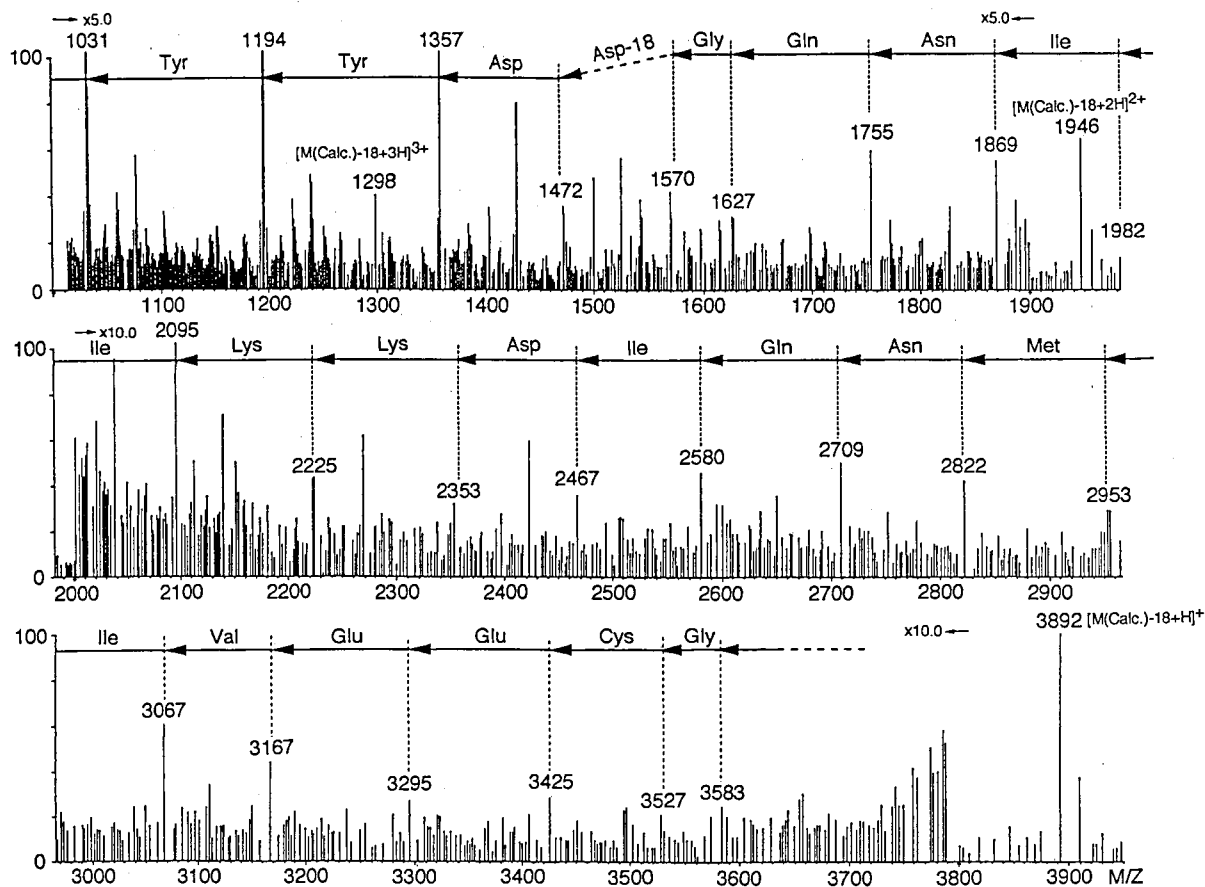 → x5.0
1031 1194 1357 x5.0 ←
100 Tyr Tyr Asp Asp-18 Gly Gln Asn Ile
[M(Calc.)-18+2H]2+
1755 1946
[M(Calc.)-18+3H]3+ 1869
1298 1472 1570
1627
1982
0
1100 1200 1300 1400 1500 1600 1700 1800 1900
→ x10.0 2095
100 Ile Lys Lys Asp Ile Gln Asn Met
2225 2353 2467 2580 2709 2822 2953
0
2000 2100 2200 2300 2400 2500 2600 2700 2800 2900
100 Ile Val Glu Glu Cys Gly x10.0 ← 3892 [M(Calc.)-18+H]+
3067 3167 3295 3425 3527 3583
0
3000 3100 3200 3300 3400 3500 3600 3700 3800 3900 M/Z